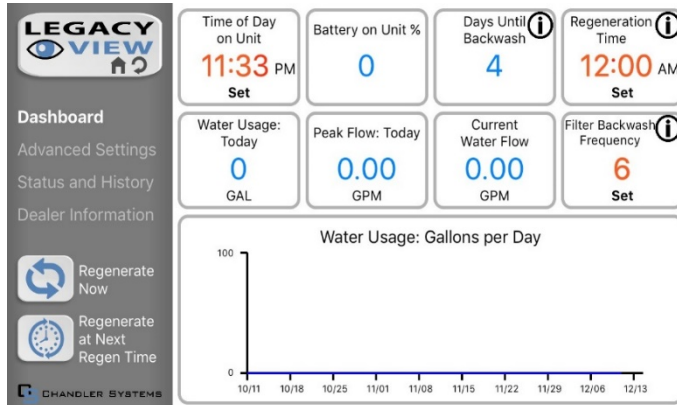 LEGACY
VIEW
Dashboard
Advanced Settings
Status and History
Dealer Information
Regenerate
Now
Regenerate
at Next
Regen Time
CHANDLER SYSTEMS
Time of Day
on Unit
11:33 PM
Set
Battery on Unit %
0
Days Until
Backwash
i
4
Regeneration
Time
i
12:00 AM
Set
Water Usage:
Today
0
GAL
Peak Flow: Today
0.00
GPM
Current
Water Flow
0.00
GPM
Filter Backwash
Frequency
i
6
Set
Water Usage: Gallons per Day
100
0
10/11 10/18 10/25 11/01 11/08 11/15 11/22 11/29 12/06 12/13